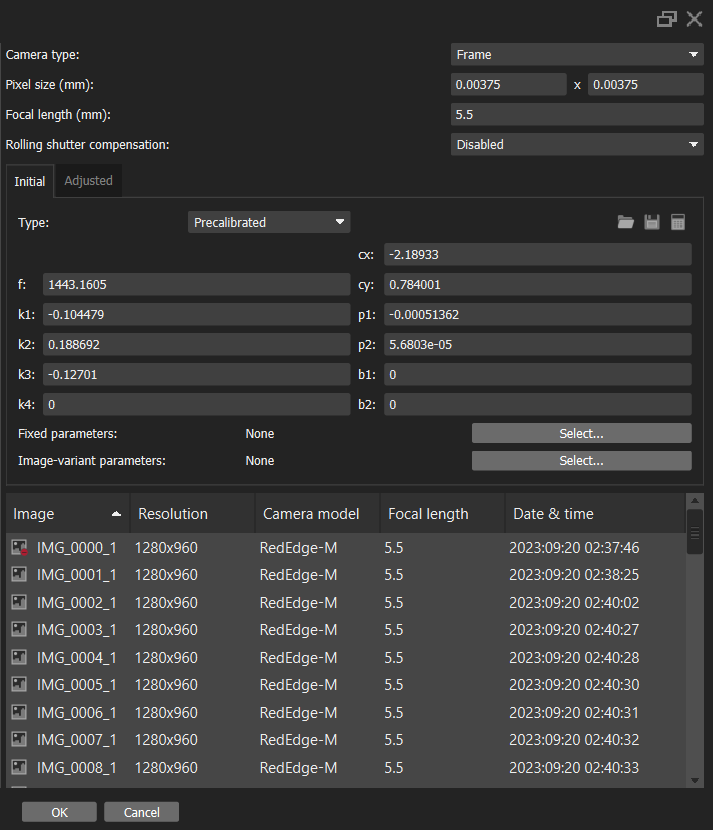 Camera type: Frame
Pixel size (mm): 0.00375 x 0.00375
Focal length (mm): 5.5
Rolling shutter compensation: Disabled
Initial Adjusted
Type: Precalibrated
cx: -2.18933
f: 1443.1605 cy: 0.784001
k1: -0.104479 p1: -0.00051362
k2: 0.188692 p2: 5.6803e-05
k3: -0.12701 b1: 0
k4: 0 b2: 0
Fixed parameters: None Select...
Image-variant parameters: None Select...
Image Resolution Camera model Focal length Date & time
IMG_0000_1 1280x960 RedEdge-M 5.5 2023:09:20 02:37:46
IMG_0001_1 1280x960 RedEdge-M 5.5 2023:09:20 02:38:25
IMG_0002_1 1280x960 RedEdge-M 5.5 2023:09:20 02:40:02
IMG_0003_1 1280x960 RedEdge-M 5.5 2023:09:20 02:40:27
IMG_0004_1 1280x960 RedEdge-M 5.5 2023:09:20 02:40:28
IMG_0005_1 1280x960 RedEdge-M 5.5 2023:09:20 02:40:30
IMG_0006_1 1280x960 RedEdge-M 5.5 2023:09:20 02:40:31
IMG_0007_1 1280x960 RedEdge-M 5.5 2023:09:20 02:40:32
IMG_0008_1 1280x960 RedEdge-M 5.5 2023:09:20 02:40:33
OK Cancel